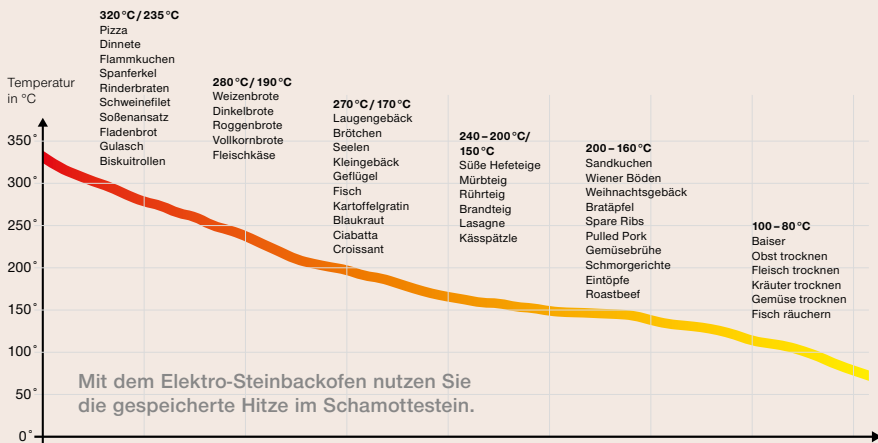 320 °C / 235 °C
Pizza
Dinnete
Flammkuchen
Spanferkel
Rinderbraten
Schweinefilet
Soßenansatz
Fladenbrot
Gulasch
Biskuitrollen
280 °C / 190 °C
Weizenbrote
Dinkelbrote
Roggenbrote
Vollkornbrote
Fleischkäse
270 °C / 170 °C
Laugengebäck
Brötchen
Seelen
Kleingebäck
Geflügel
Fisch
Kartoffelgratin
Blaukraut
Ciabatta
Croissant
240 – 200 °C/
150 °C
Süße Hefeteige
Mürbteig
Rührteig
Brandteig
Lasagne
Kässpätzle
200 – 160 °C
Sandkuchen
Wiener Böden
Weihnachtsgebäck
Bratäpfel
Spare Ribs
Pulled Pork
Gemüsebrühe
Schmorgerichte
Eintöpfe
Roastbeef
100 – 80 °C
Baiser
Obst trocknen
Fleisch trocknen
Kräuter trocknen
Gemüse trocknen
Fisch räuchern
Temperatur
in °C
350°
300°
250°
200°
150°
100°
50°
0°
Mit dem Elektro-Steinbackofen nutzen Sie
die gespeicherte Hitze im Schamottestein.